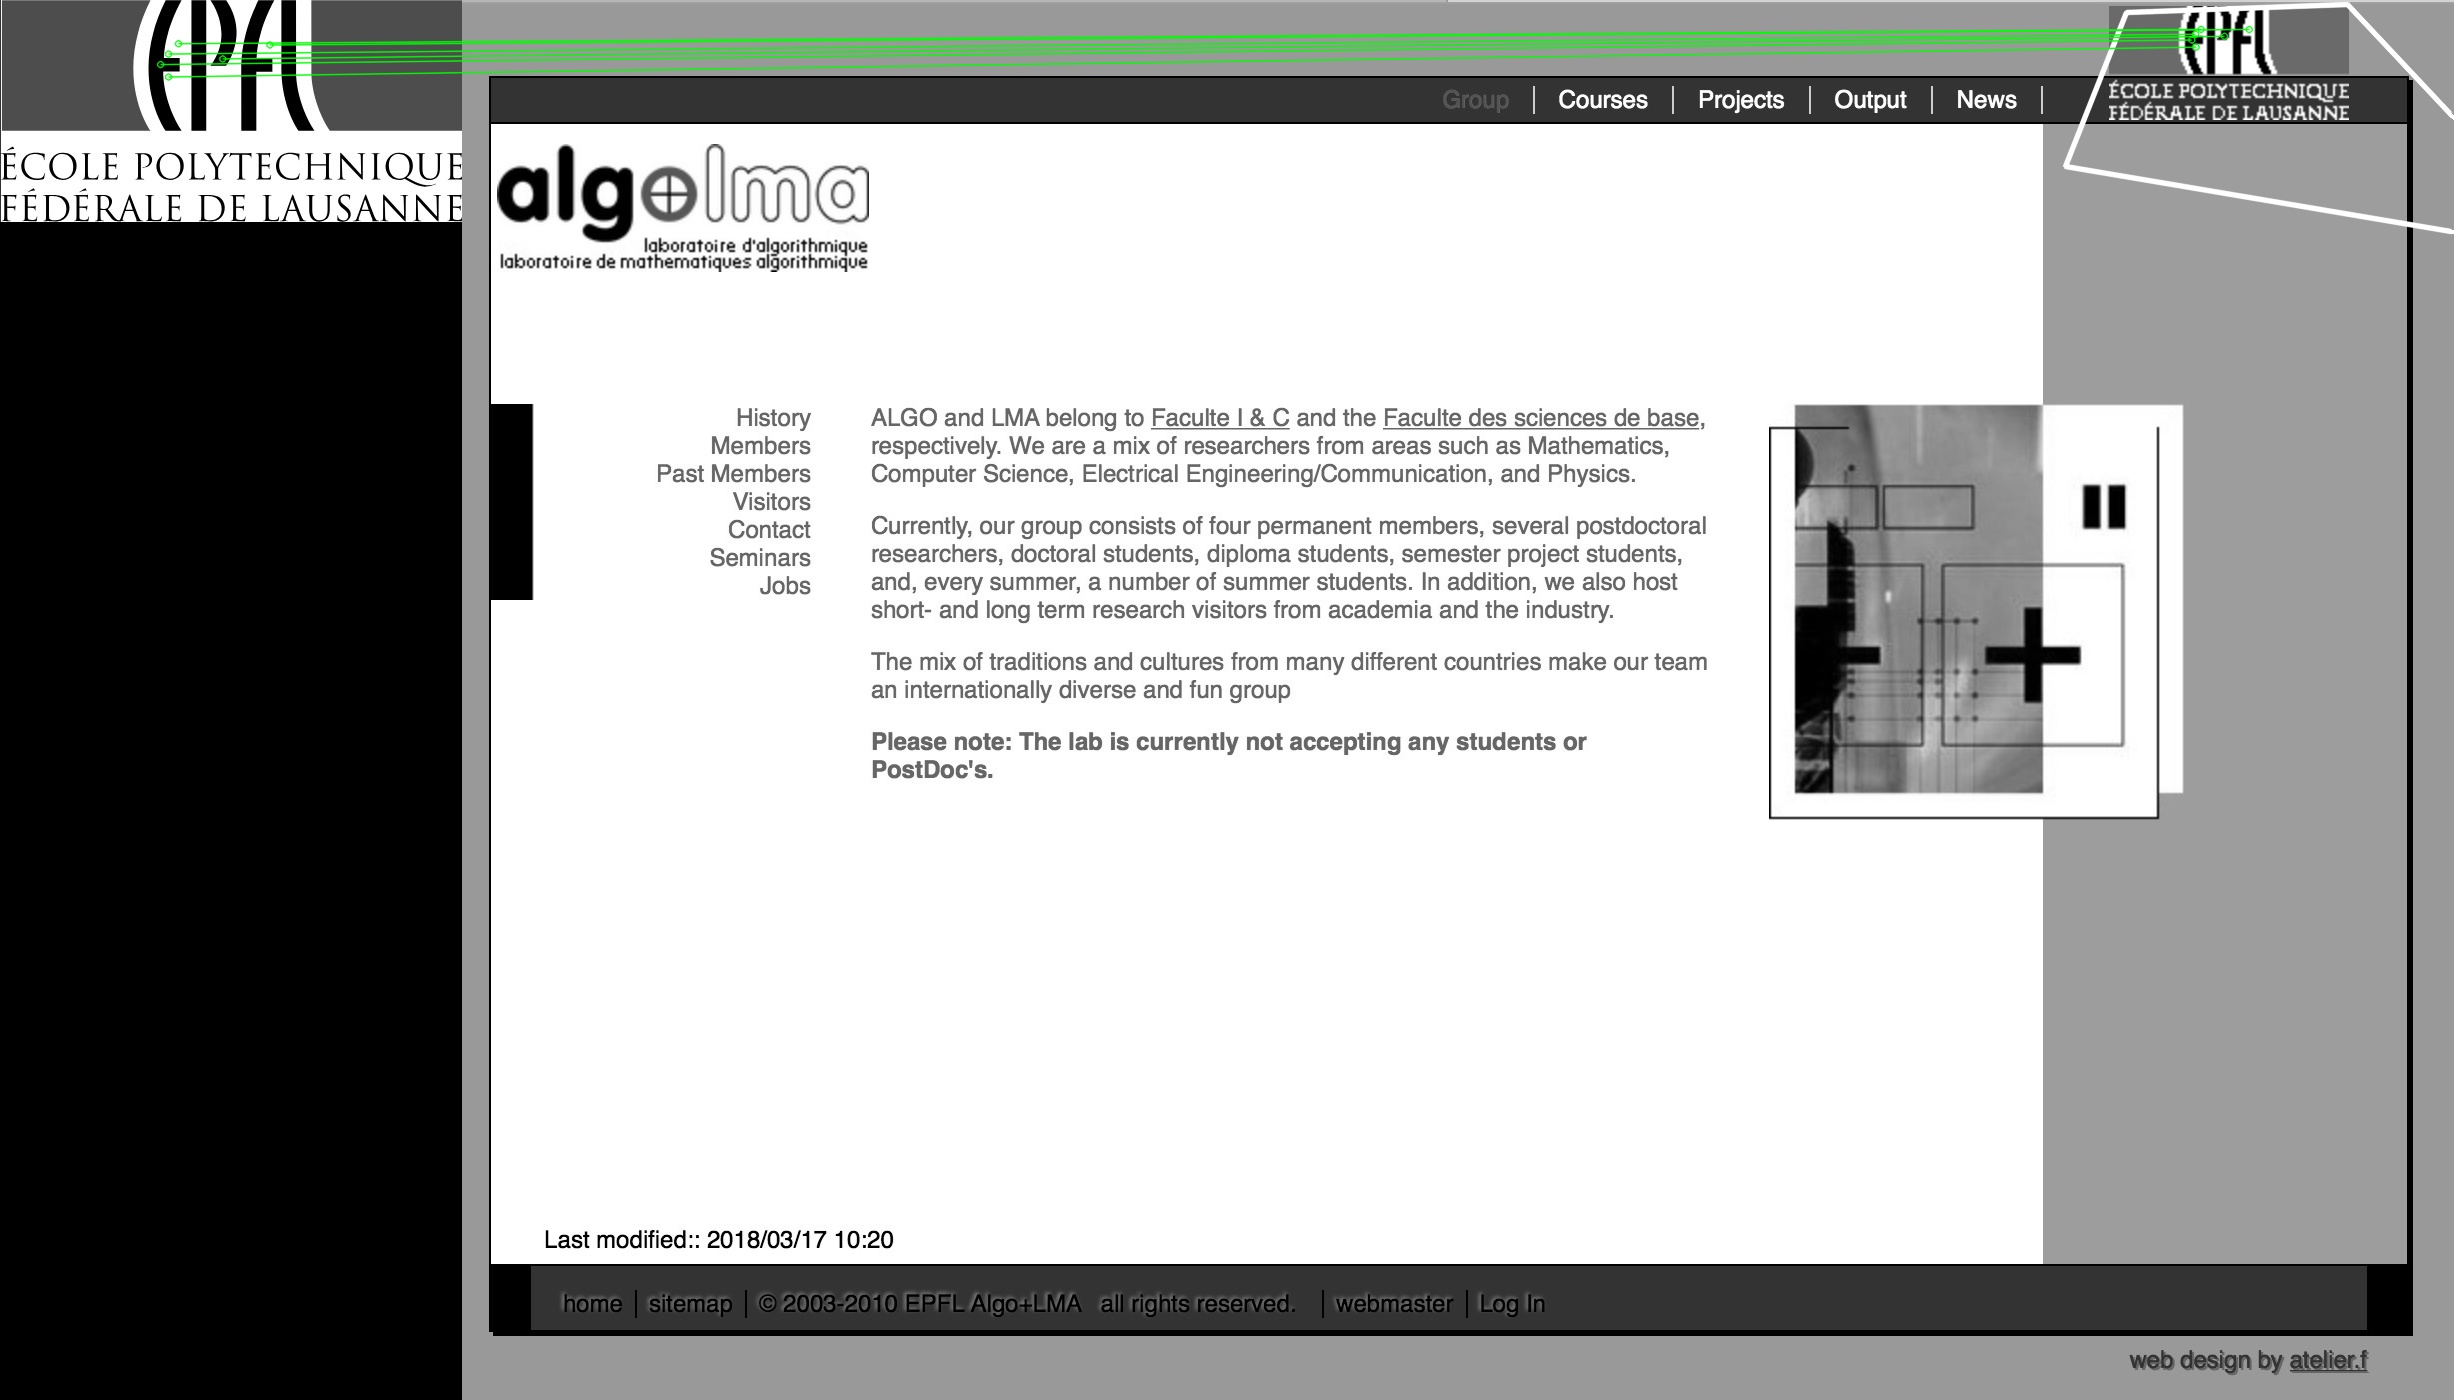 EPFL
ÉCOLE POLYTECHNIQUE
FÉDÉRALE DE LAUSANNE
EPFL
ÉCOLE POLYTECHNIQUE
FÉDÉRALE DE LAUSANNE
Group | Courses | Projects | Output | News |
algolma
laboratoire d'algorithmique
laboratoire de mathematiques algorithmique
History
Members
Past Members
Visitors
Contact
Seminars
Jobs
ALGO and LMA belong to Faculte I & C and the Faculte des sciences de base,
respectively. We are a mix of researchers from areas such as Mathematics,
Computer Science, Electrical Engineering/Communication, and Physics.
Currently, our group consists of four permanent members, several postdoctoral
researchers, doctoral students, diploma students, semester project students,
and, every summer, a number of summer students. In addition, we also host
short- and long term research visitors from academia and the industry.
The mix of traditions and cultures from many different countries make our team
an internationally diverse and fun group
Please note: The lab is currently not accepting any students or
PostDoc's.
Last modified:: 2018/03/17 10:20
home | sitemap | © 2003-2010 EPFL Algo+LMA all rights reserved. | webmaster | Log In
web design by atelier.f